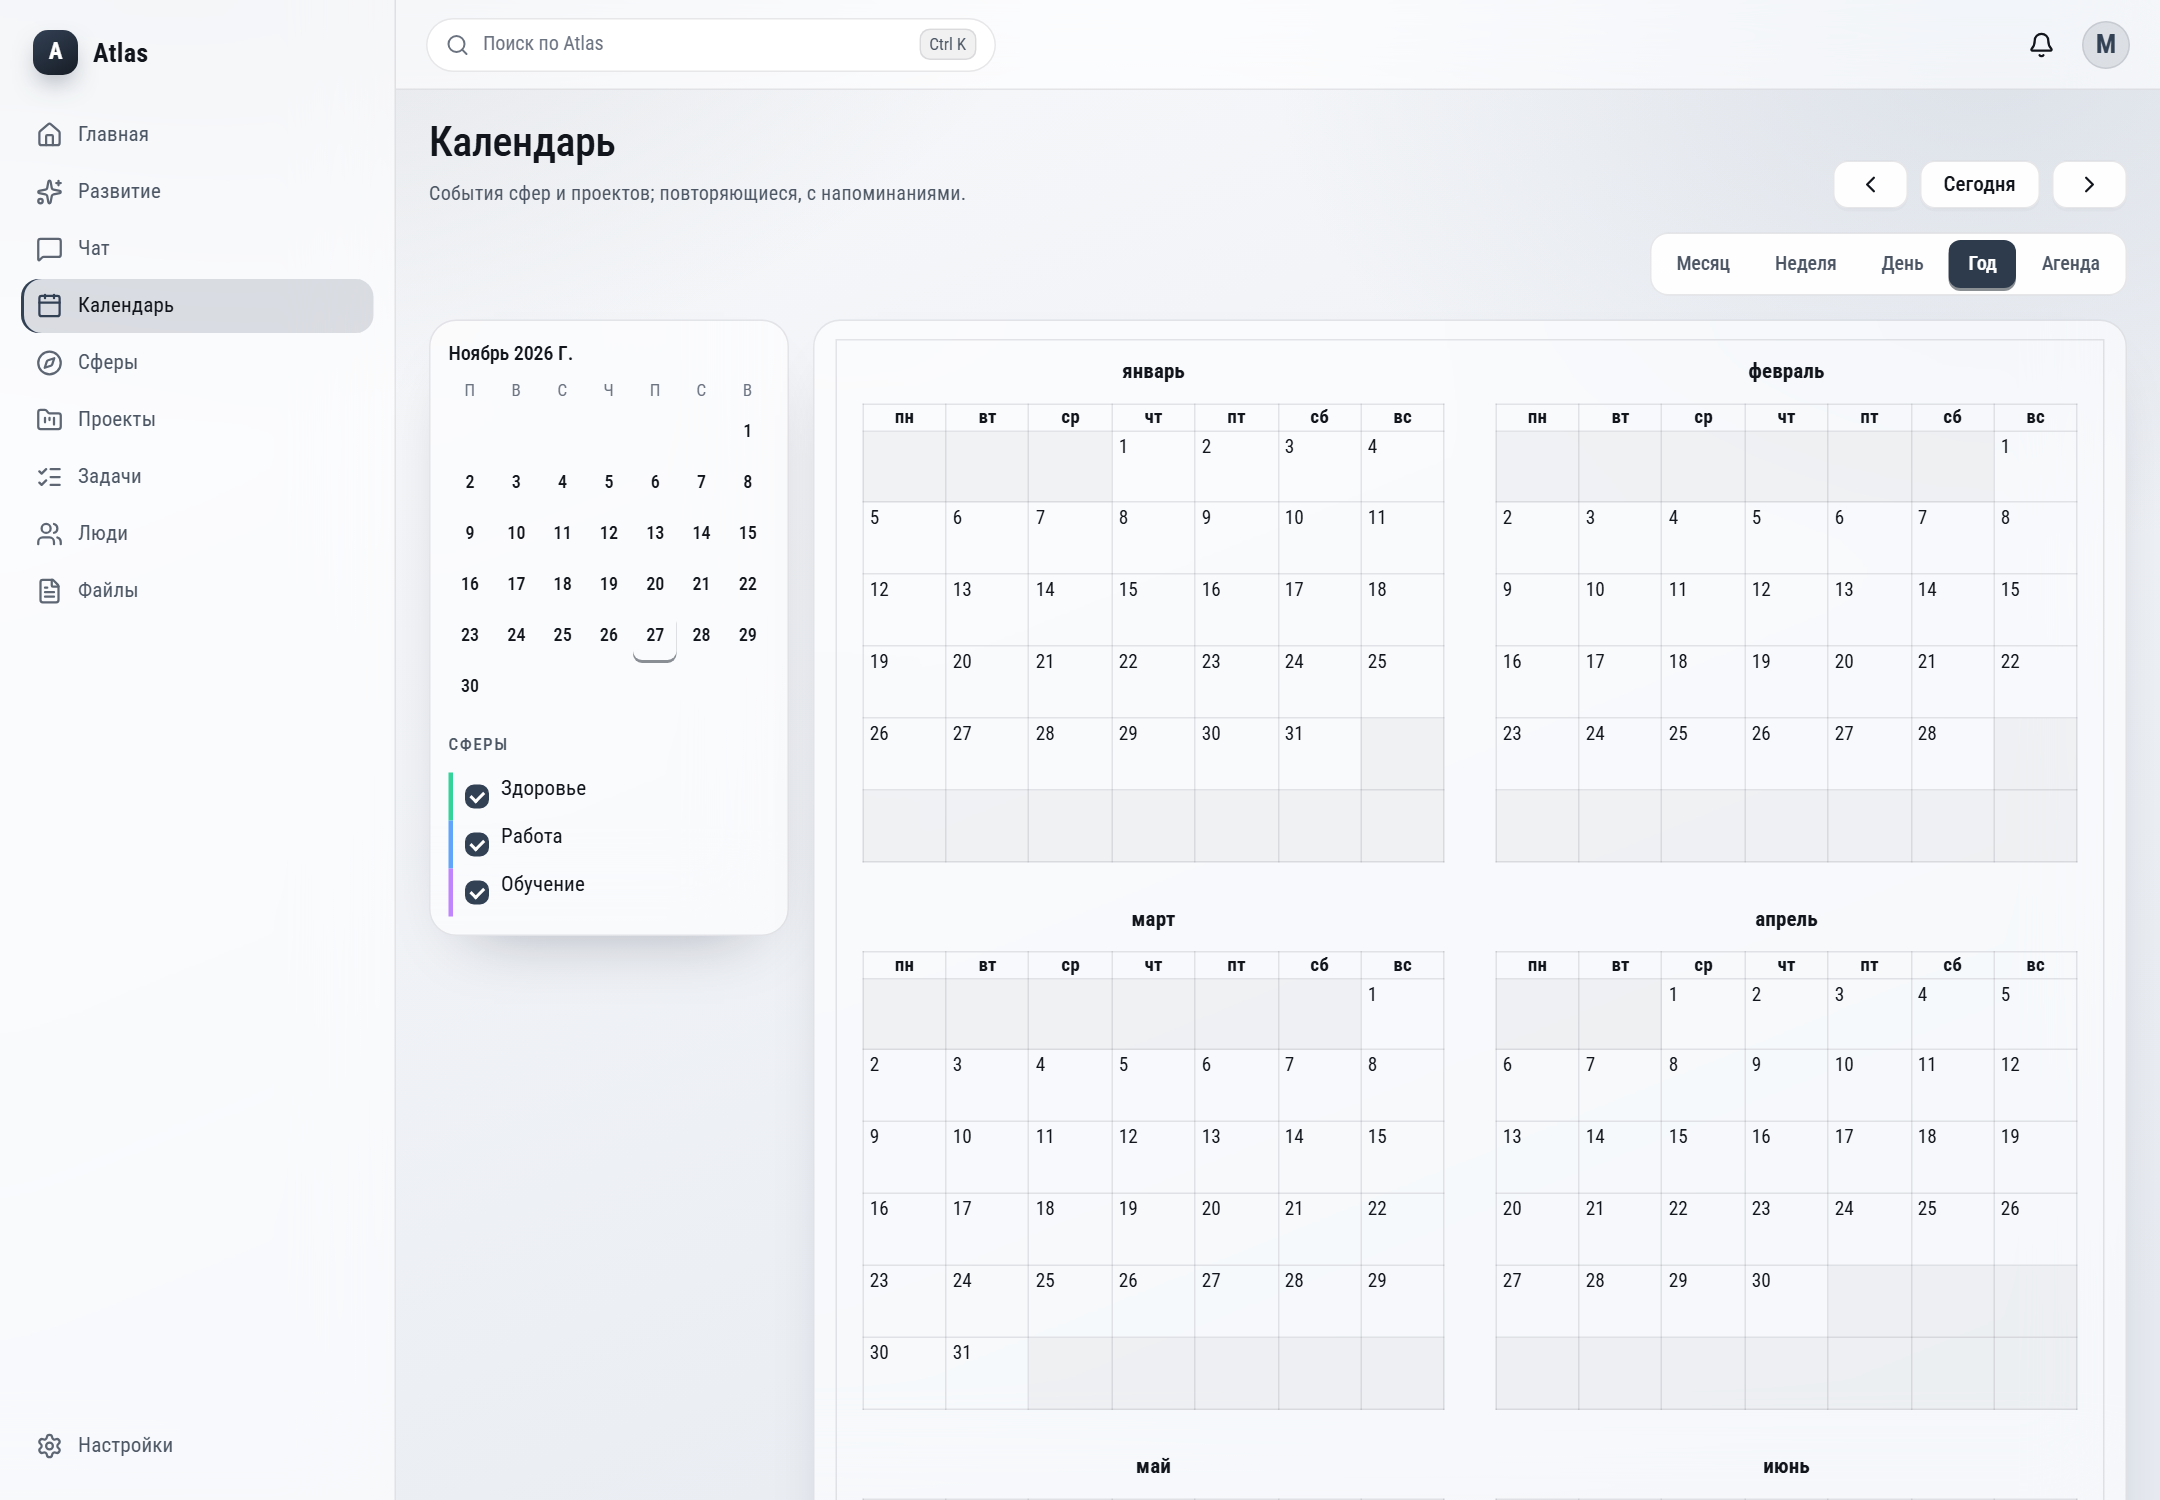 A Atlas
Поиск по Atlas Ctrl K
M
Главная
Развитие
Чат
Календарь
Сферы
Проекты
Задачи
Люди
Файлы
Настройки
Календарь
События сфер и проектов; повторяющиеся, с напоминаниями.
Сегодня
Месяц Неделя День Год Агенда
Ноябрь 2026 Г.
П В С Ч П С В
1
2 3 4 5 6 7 8
9 10 11 12 13 14 15
16 17 18 19 20 21 22
23 24 25 26 27 28 29
30
СФЕРЫ
Здоровье
Работа
Обучение
январь
пн вт ср чт пт сб вс
1 2 3 4
5 6 7 8 9 10 11
12 13 14 15 16 17 18
19 20 21 22 23 24 25
26 27 28 29 30 31
февраль
пн вт ср чт пт сб вс
1
2 3 4 5 6 7 8
9 10 11 12 13 14 15
16 17 18 19 20 21 22
23 24 25 26 27 28
март
пн вт ср чт пт сб вс
1
2 3 4 5 6 7 8
9 10 11 12 13 14 15
16 17 18 19 20 21 22
23 24 25 26 27 28 29
30 31
апрель
пн вт ср чт пт сб вс
1 2 3 4 5
6 7 8 9 10 11 12
13 14 15 16 17 18 19
20 21 22 23 24 25 26
27 28 29 30
май
июнь